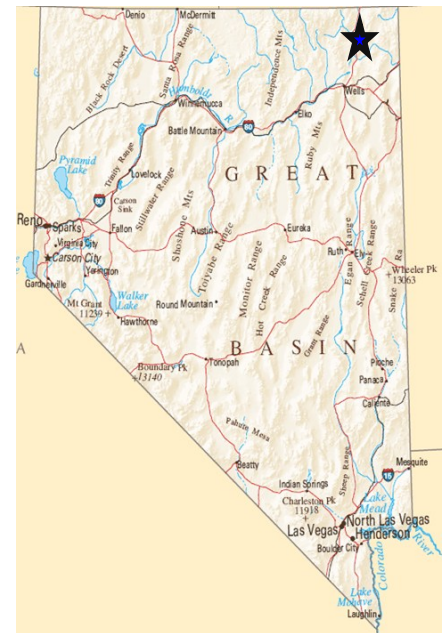 Denio
McDermitt
Black Rock Desert
Santa Rosa Range
Independence Mts
Humboldt
R
Wells
Winnemucca
Elko
Battle Mountain
80
Ruby Mts
Pyramid
Lake
Trinity Range
Lovelock
GREAT
80
Carson
Sink
Stillwater Range
Shoshone Mts
Reno
Sparks
Fallon
Austin
Eureka
Virginia City
Carson City
Toiyabe Range
Monitor Range
Ruth
Ely
Egan Range
Schell Creek Range
Snake Ra
Wheeler Pk
13063
Yerington
Gardnerville
Walker
Lake
Hot Creek Range
Mt Grant
11239
Round Mountain
Hawthorne
Grant Range
A
BASIN
Boundary Pk
13140
Tonopah
Pioche
Panaca
Caliente
Pahute Mesa
Beatty
Sheep Range
Mesquite
15
Indian Springs
Charleston Pk
11918
Lake
Mead
North Las Vegas
Las Vegas
Henderson
Boulder City
Colorado
River
Lake
Mohave
Laughlin